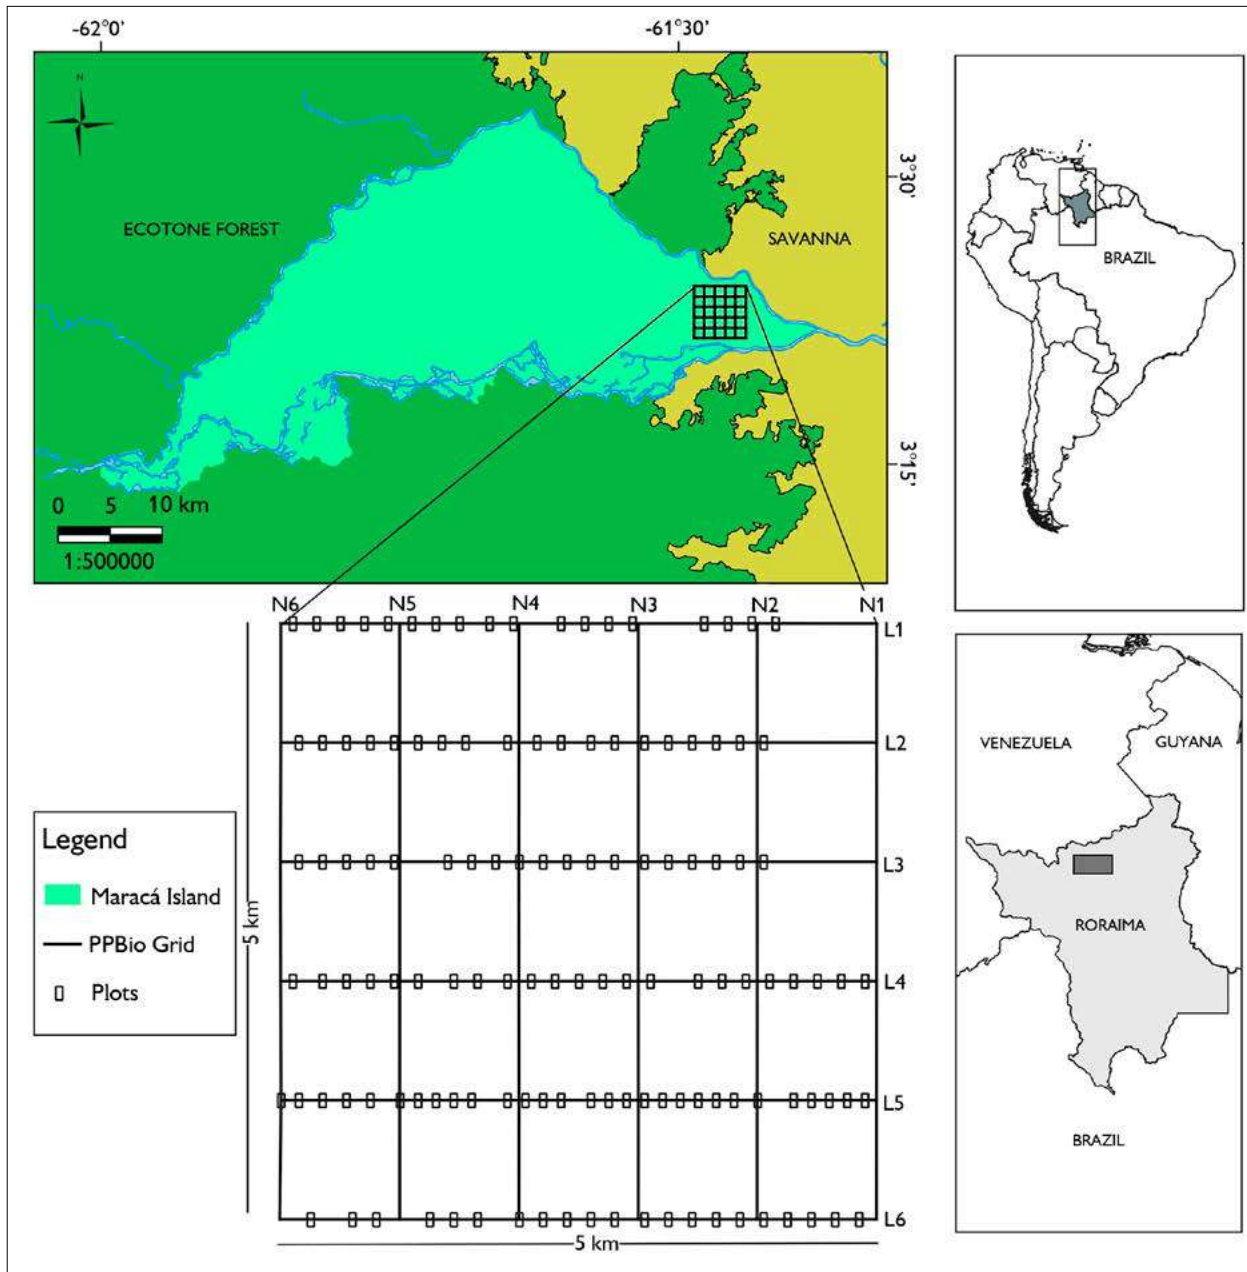 -62°0'
-61°30'
N
3°30'
ECOTONE FOREST
SAVANNA
BRAZIL
3°15'
0 5 10 km
1:500000
N6 N5 N4 N3 N2 N1
L1
L2
L3
L4
L5
L6
5 km
5 km
Legend
Maracá Island
PPBio Grid
Plots
VENEZUELA
GUYANA
RORAIMA
BRAZIL